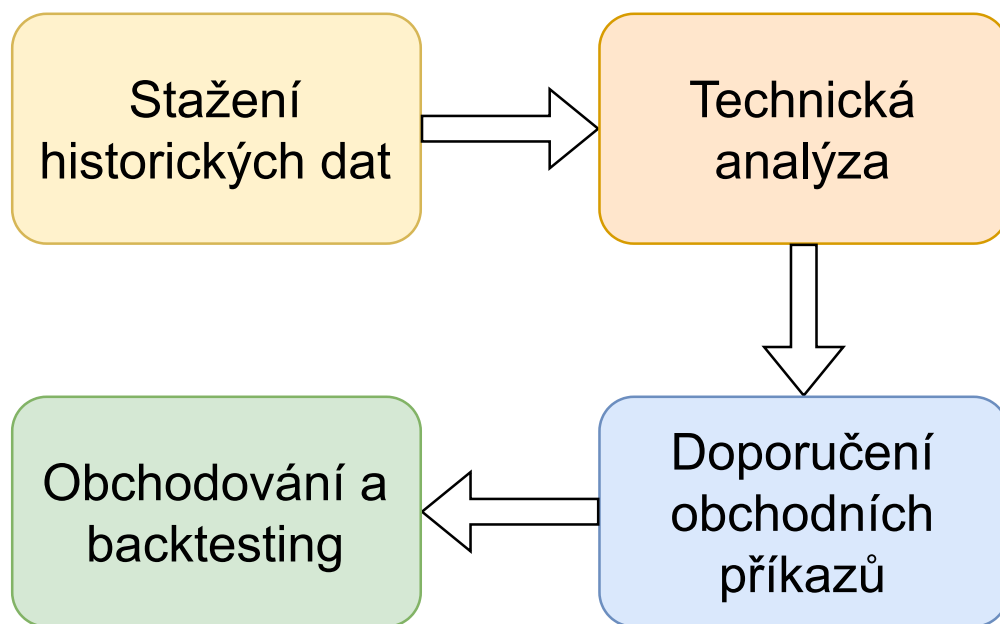 Stažení
historických dat
Technická
analýza
Doporučení
obchodních
příkazů
Obchodování a
backtesting